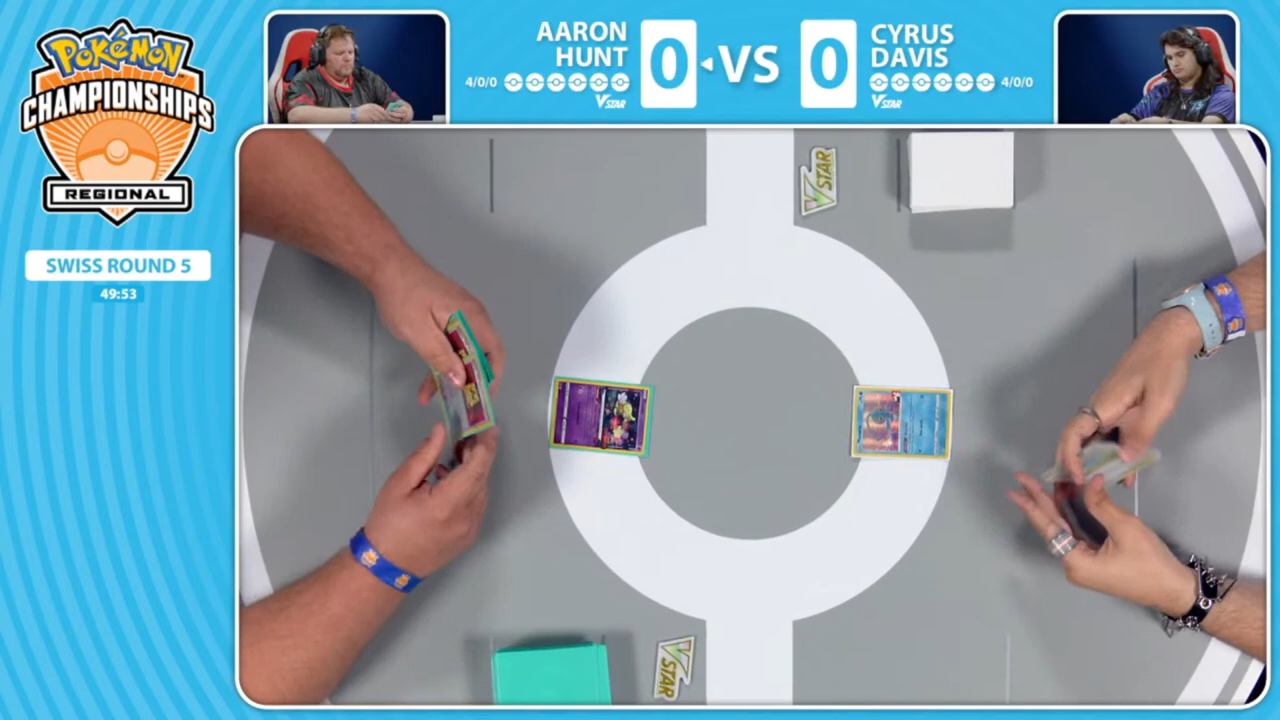 Pokémon
CHAMPIONSHIPS
REGIONAL
SWISS ROUND 5
49:53
AARON
HUNT
4/0/0
VSTAR
0
VS
0
CYRUS
DAVIS
4/0/0
VSTAR
VSTAR
VSTAR